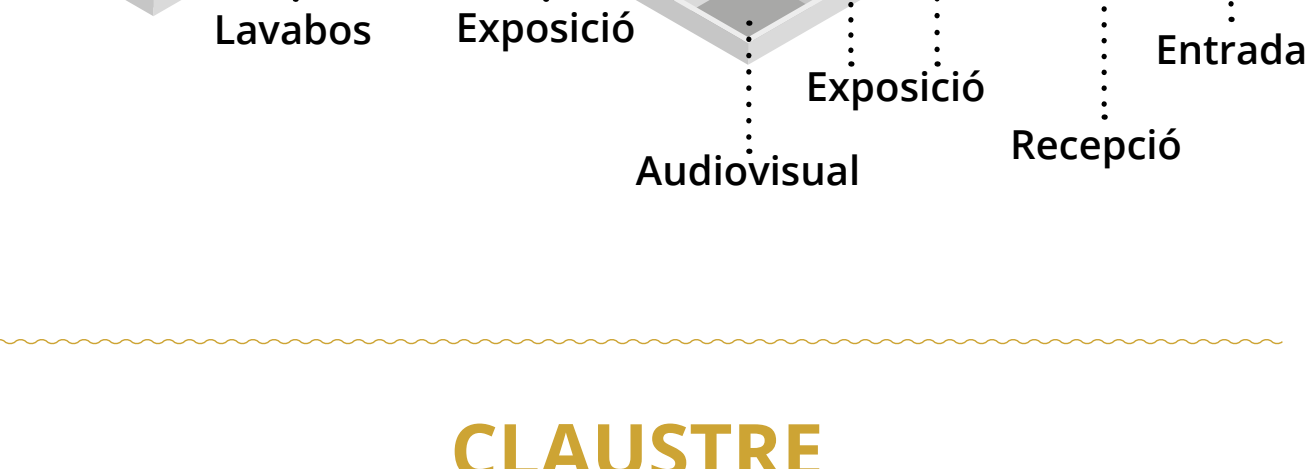 Lavabos
Exposició
Entrada
Exposició
Recepció
Audiovisual
CLAUSTRE